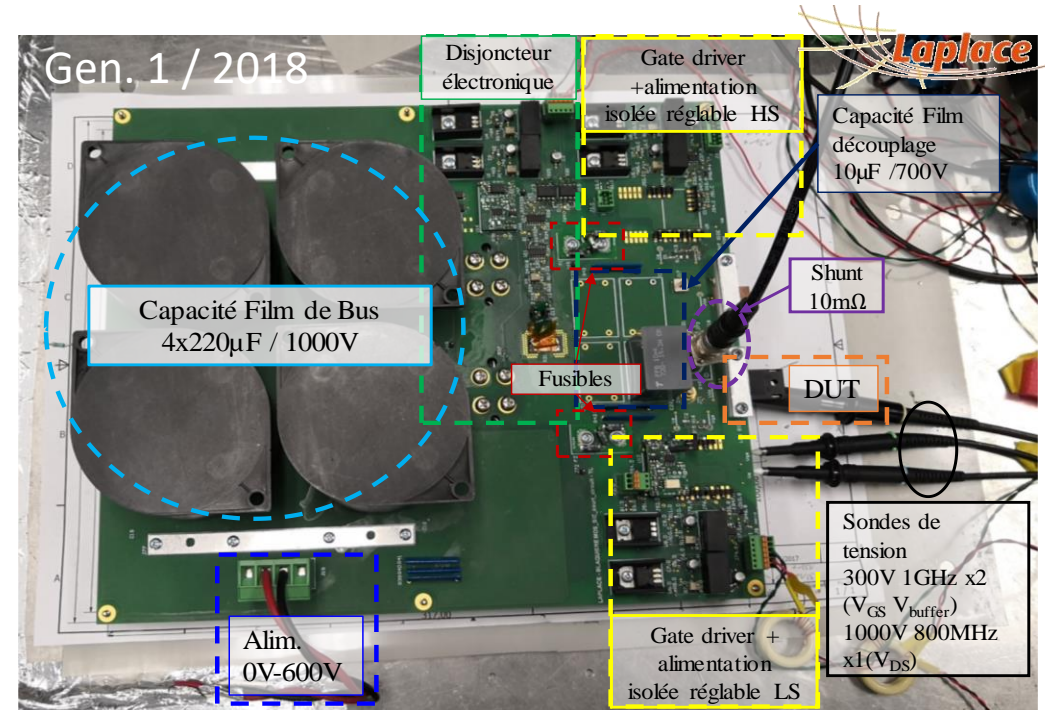 Gen. 1 / 2018
Disjoncteur
électronique
Gate driver
+alimentation
isolée réglable HS
Laplace
Capacité Film
découplage
10µF /700V
Capacité Film de Bus
4x220µF / 1000V
Shunt
10mΩ
Fusibles
DUT
Alim.
0V-600V
Gate driver +
alimentation
isolée réglable LS
Sondes de
tension
300V 1GHz x2
(VGS Vbuffer)
1000V 800MHz
x1(VDS)